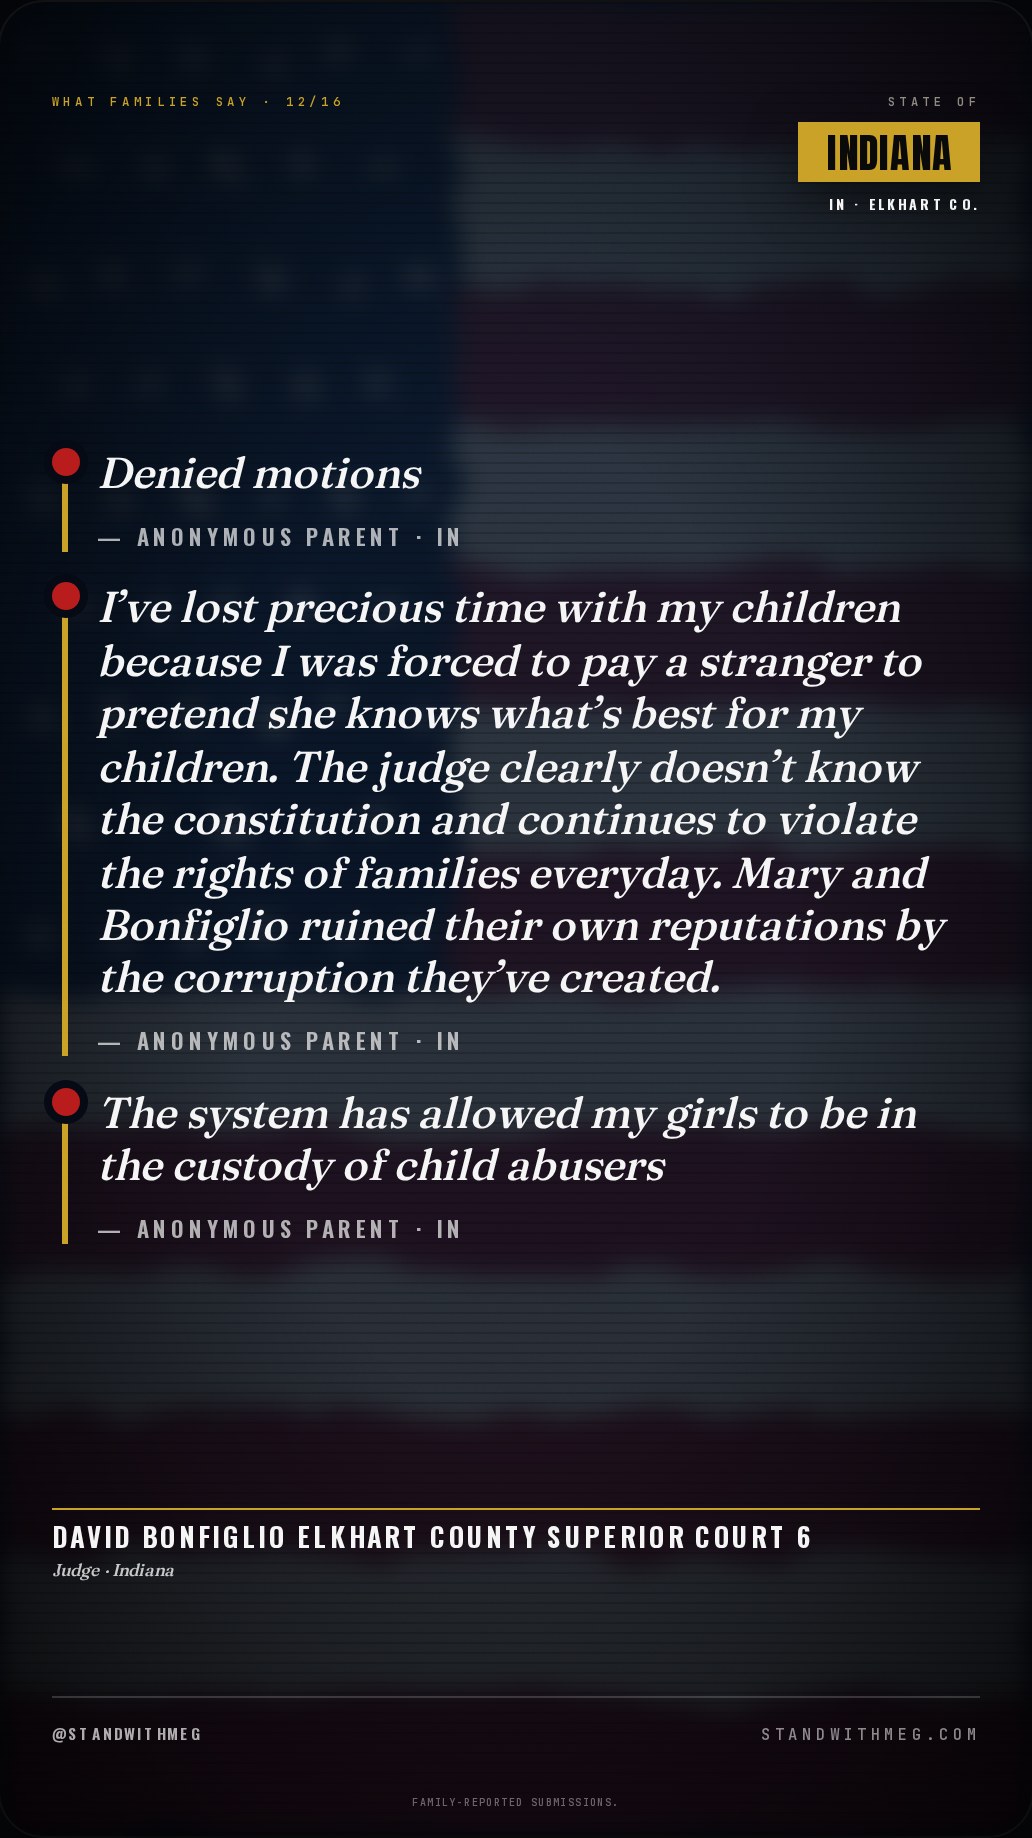 WHAT FAMILIES SAY · 12/16
STATE OF
INDIANA
IN · ELKHART CO.
Denied motions
— ANONYMOUS PARENT · IN
I’ve lost precious time with my children
because I was forced to pay a stranger to
pretend she knows what’s best for my
children. The judge clearly doesn’t know
the constitution and continues to violate
the rights of families everyday. Mary and
Bonfiglio ruined their own reputations by
the corruption they’ve created.
— ANONYMOUS PARENT · IN
The system has allowed my girls to be in
the custody of child abusers
— ANONYMOUS PARENT · IN
DAVID BONFIGLIO ELKHART COUNTY SUPERIOR COURT 6
Judge · Indiana
@STANDWITHMEG
STANDWITHMEG.COM
FAMILY-REPORTED SUBMISSIONS.